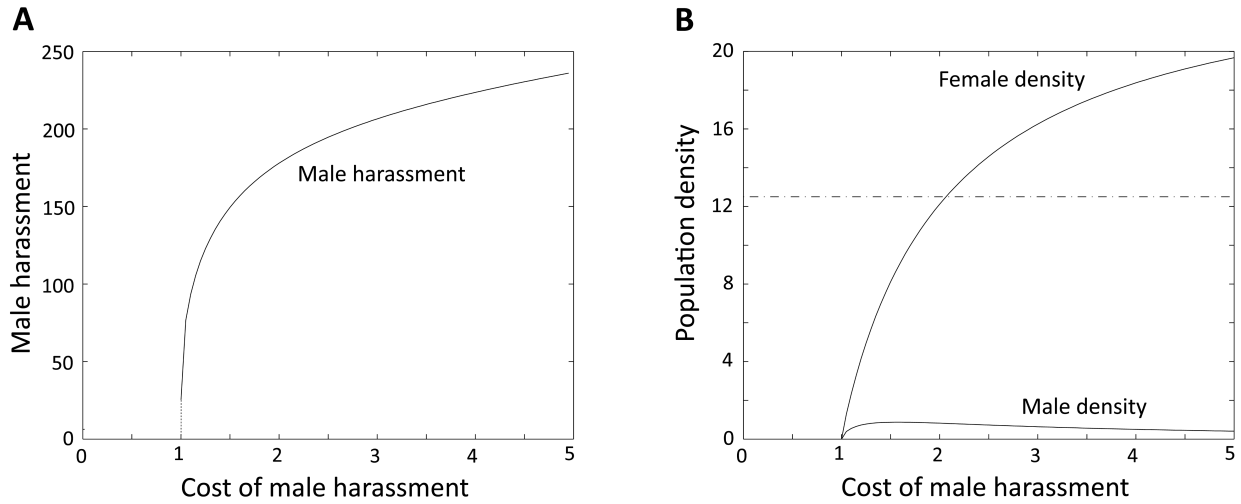 A
250
200
150
100
50
0
Male harassment
Male harassment
0 1 2 3 4 5
Cost of male harassment
B
20
16
12
8
4
0
Population density
Female density
Male density
0 1 2 3 4 5
Cost of male harassment